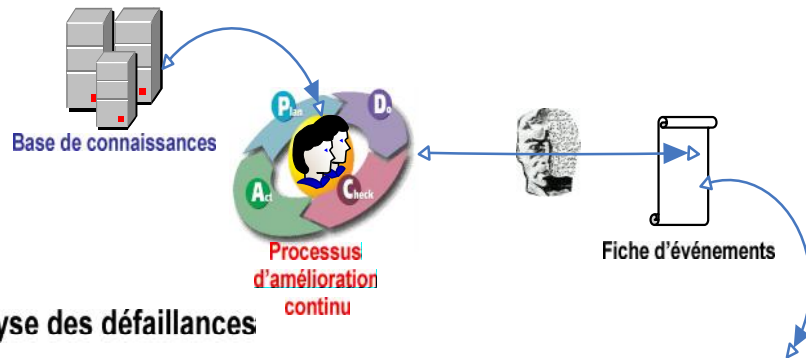 Base de connaissances
Plan
Do
Act
Check
Processus
d'amélioration
continu
Fiche d'événements
yse des défaillances